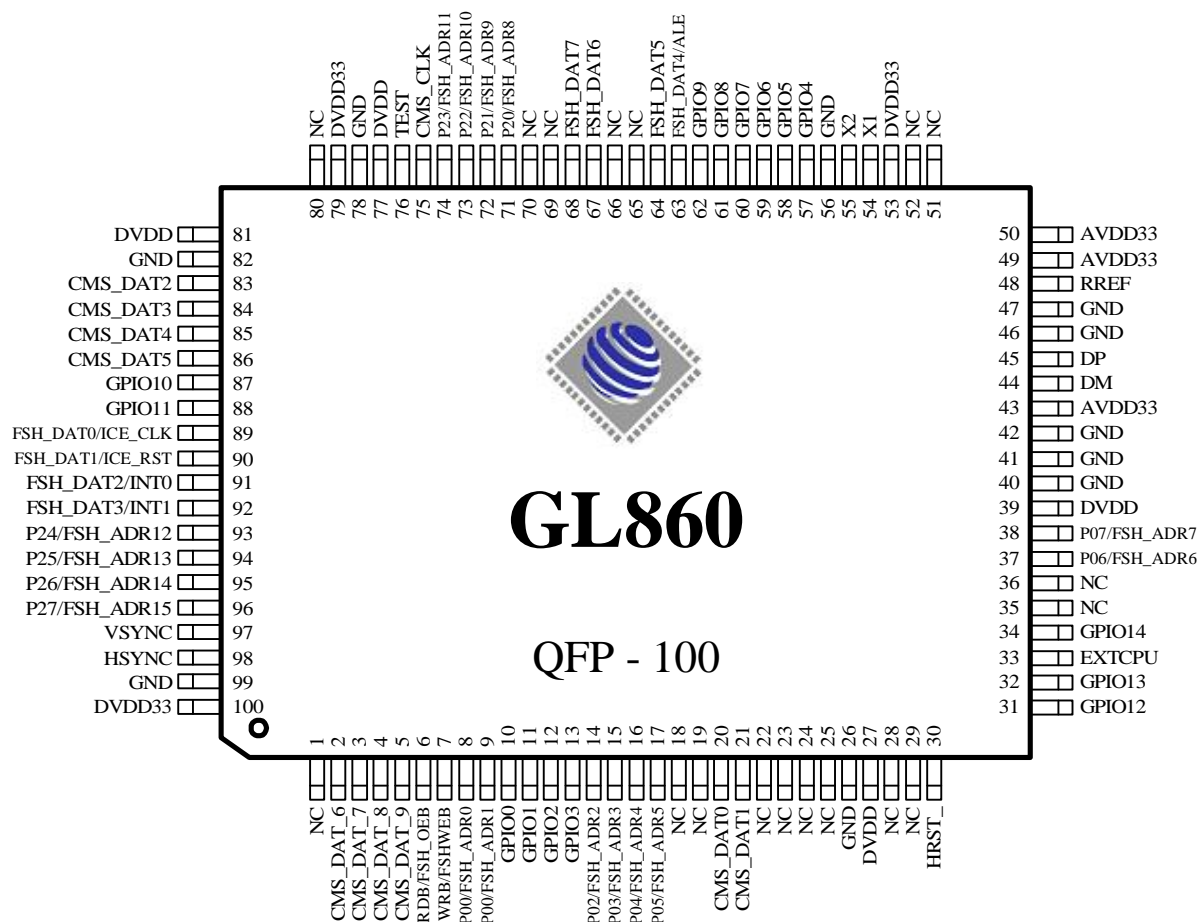 NC
DVDD33
GND
DVDD
TEST
CMS_CLK
P23/FSH_ADR11
P22/FSH_ADR10
P21/FSH_ADR9
P20/FSH_ADR8
NC
NC
FSH_DAT7
FSH_DAT6
NC
NC
FSH_DAT5
FSH_DAT4/ALE
GPIO9
GPIO8
GPIO7
GPIO6
GPIO5
GPIO4
GND
X2
X1
DVDD33
NC
NC
80 79 78 77 76 75 74 73 72 71 70 69 68 67 66 65 64 63 62 61 60 59 58 57 56 55 54 53 52 51
DVDD 81
GND 82
CMS_DAT2 83
CMS_DAT3 84
CMS_DAT4 85
CMS_DAT5 86
GPIO10 87
GPIO11 88
FSH_DAT0/ICE_CLK 89
FSH_DAT1/ICE_RST 90
FSH_DAT2/INT0 91
FSH_DAT3/INT1 92
P24/FSH_ADR12 93
P25/FSH_ADR13 94
P26/FSH_ADR14 95
P27/FSH_ADR15 96
VSYNC 97
HSYNC 98
GND 99
DVDD33 100
GL860
QFP - 100
50 AVDD33
49 AVDD33
48 RREF
47 GND
46 GND
45 DP
44 DM
43 AVDD33
42 GND
41 GND
40 GND
39 DVDD
38 P07/FSH_ADR7
37 P06/FSH_ADR6
36 NC
35 NC
34 GPIO14
33 EXTCPU
32 GPIO13
31 GPIO12
1 2 3 4 5 6 7 8 9 10 11 12 13 14 15 16 17 18 19 20 21 22 23 24 25 26 27 28 29 30
NC
CMS_DAT_6
CMS_DAT_7
CMS_DAT_8
CMS_DAT_9
RDB/FSH_OEB
WRB/FSHWEB
P00/FSH_ADR0
P00/FSH_ADR1
GPIO0
GPIO1
GPIO2
GPIO3
P02/FSH_ADR2
P03/FSH_ADR3
P04/FSH_ADR4
P05/FSH_ADR5
NC
NC
CMS_DAT0
CMS_DAT1
NC
NC
NC
NC
GND
DVDD
NC
NC
HRST_